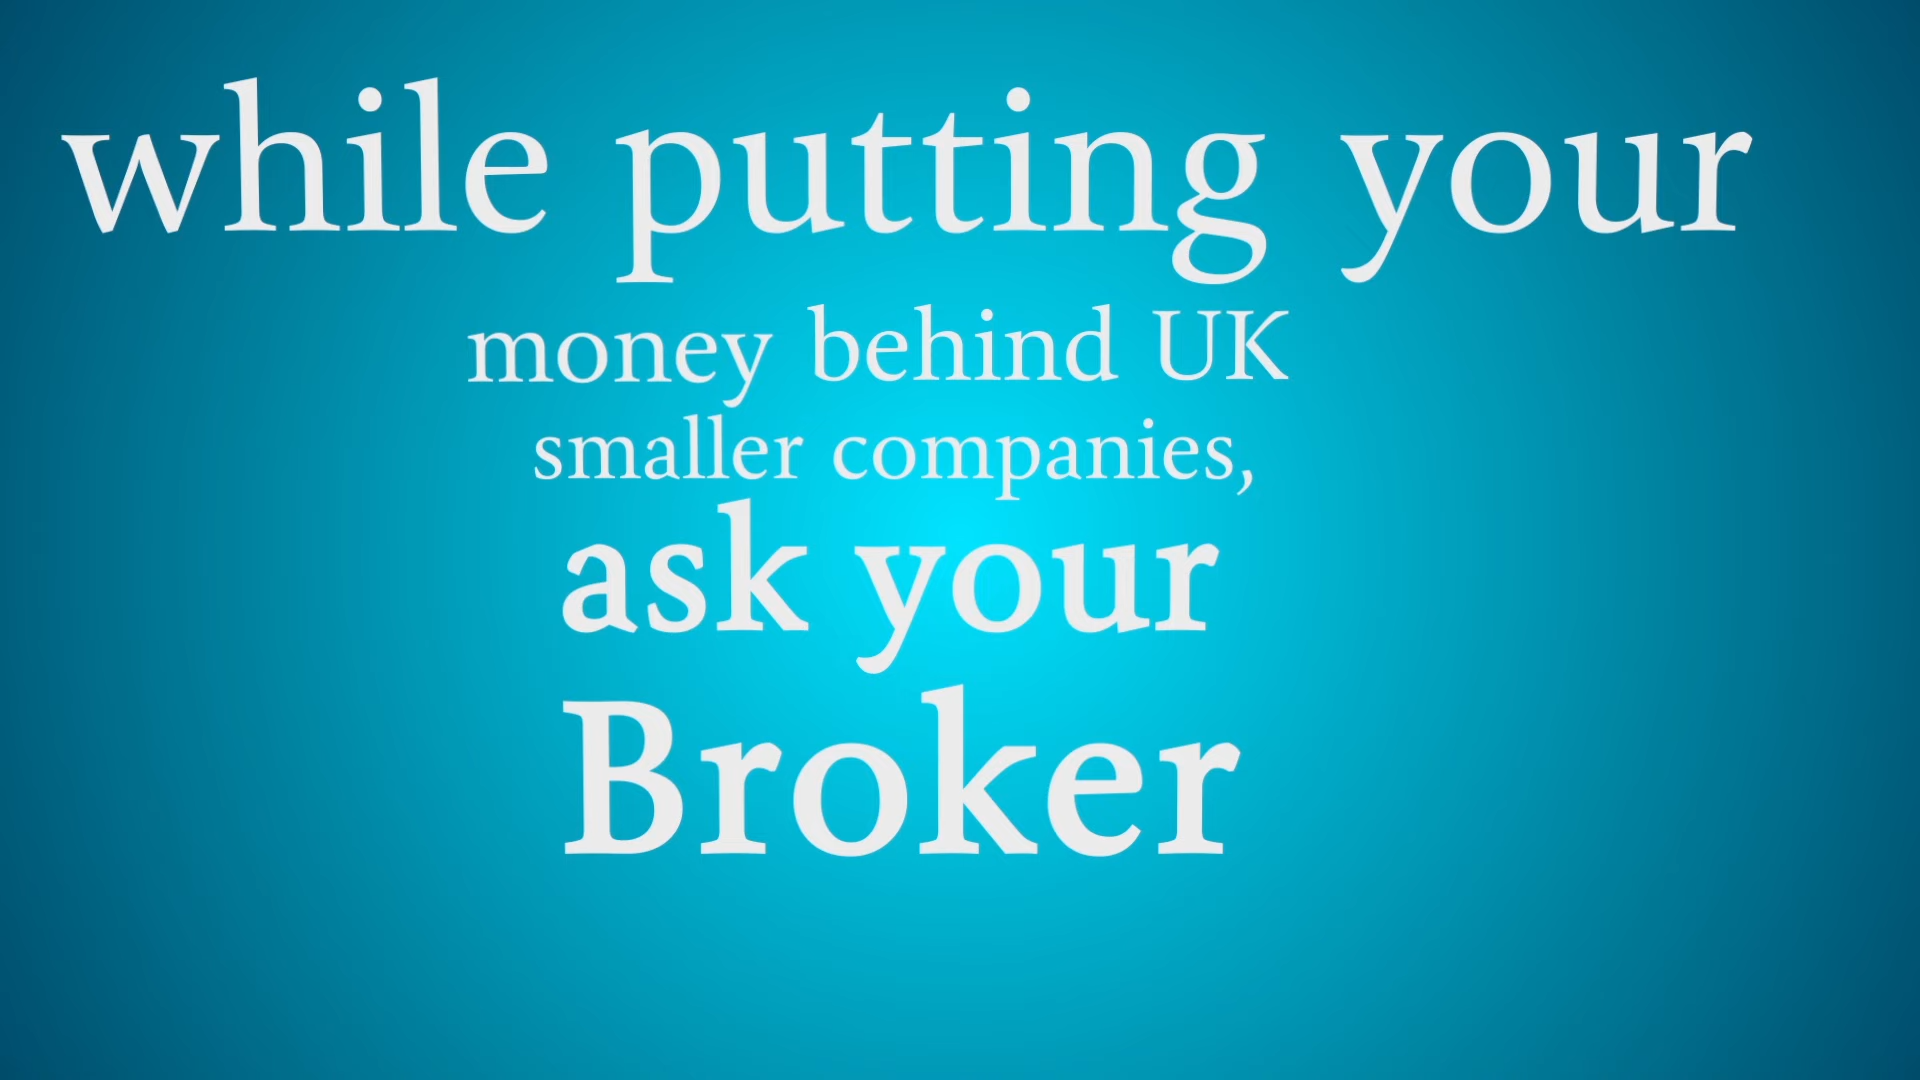 while putting your
money behind UK
smaller companies,
ask your
Broker